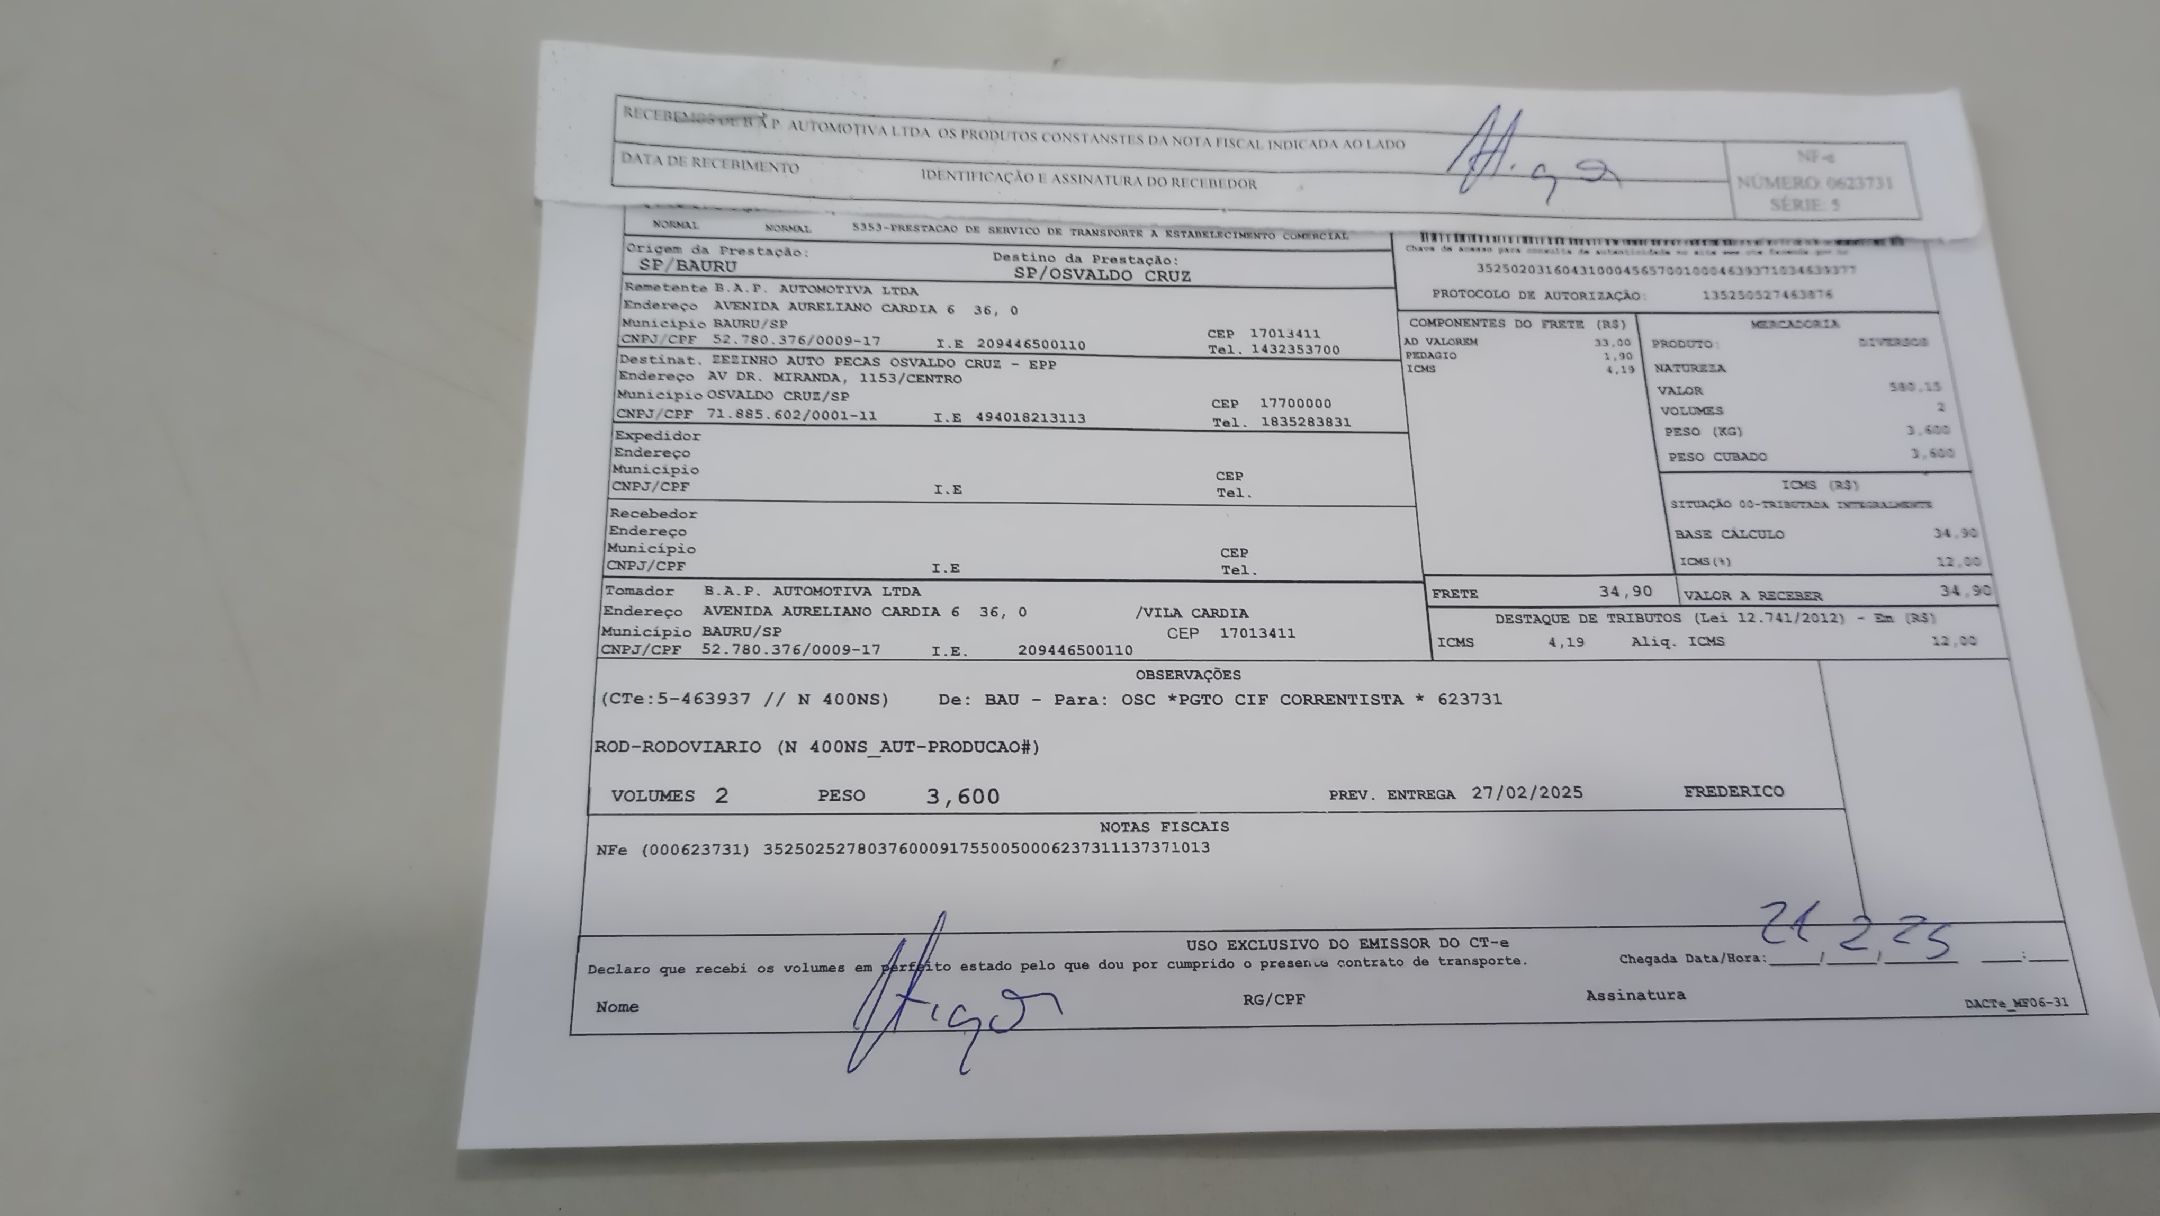 RECEBEMOS DE B.A.P. AUTOMOTIVA LTDA. OS PRODUTOS CONSTANSTES DA NOTA FISCAL INDICADA AO LADO
DATA DE RECEBIMENTO IDENTIFICAÇÃO E ASSINATURA DO RECEBEDOR
NF-e
NÚMERO: 0623731
SÉRIE: 5
NORMAL NORMAL 5353-PRESTACAO DE SERVICO DE TRANSPORTE A ESTABELECIMENTO COMERCIAL
Origem da Prestação: Destino da Prestação:
SP/BAURU SP/OSVALDO CRUZ
PROTOCOLO DE AUTORIZAÇÃO: 135250527463876
Remetente B.A.P. AUTOMOTIVA LTDA
Endereço AVENIDA AURELIANO CARDIA 6 36, 0
Município BAURU/SP CEP 17013411
CNPJ/CPF 52.780.376/0009-17 I.E 209446500110 Tel. 1432353700
Destinat. ZEZINHO AUTO PECAS OSVALDO CRUZ - EPP
Endereço AV DR. MIRANDA, 1153/CENTRO
Município OSVALDO CRUZ/SP CEP 17700000
CNPJ/CPF 71.885.602/0001-11 I.E 494018213113 Tel. 1835283831
Expedidor
Endereço
Município CEP
CNPJ/CPF I.E Tel.
Recebedor
Endereço
Município CEP
CNPJ/CPF I.E Tel.
Tomador B.A.P. AUTOMOTIVA LTDA
Endereço AVENIDA AURELIANO CARDIA 6 36, 0 /VILA CARDIA
Município BAURU/SP CEP 17013411
CNPJ/CPF 52.780.376/0009-17 I.E. 209446500110
COMPONENTES DO FRETE (R$)
AD VALOREM 33,00
PEDAGIO 1,90
ICMS 4,19
MERCADORIA
PRODUTO: DIVERSOS
NATUREZA
VALOR 580,15
VOLUMES 2
PESO (KG) 3,600
PESO CUBADO 3,600
ICMS (R$)
SITUAÇÃO 00-TRIBUTADA INTEGRALMENTE
BASE CÁLCULO 34,90
ICMS(%) 12,00
FRETE 34,90 VALOR A RECEBER 34,90
DESTAQUE DE TRIBUTOS (Lei 12.741/2012) - Em (R$)
ICMS 4,19 Aliq. ICMS 12,00
OBSERVAÇÕES
(CTe:5-463937 // N 400NS) De: BAU - Para: OSC *PGTO CIF CORRENTISTA * 623731
ROD-RODOVIARIO (N 400NS_AUT-PRODUCAO#)
VOLUMES 2 PESO 3,600 PREV. ENTREGA 27/02/2025 FREDERICO
NOTAS FISCAIS
NFe (000623731) 35250252780376000917550050006237311137371013
USO EXCLUSIVO DO EMISSOR DO CT-e
Declaro que recebi os volumes em perfeito estado pelo que dou por cumprido o presente contrato de transporte. Chegada Data/Hora:
Nome RG/CPF Assinatura
DACTe_MF06-31